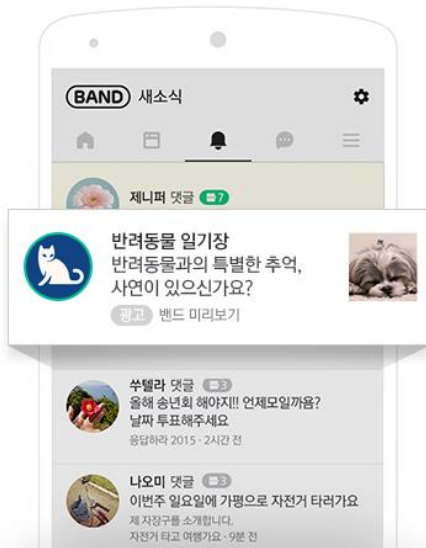 BAND 새소식
제니퍼 댓글 7
반려동물 일기장
반려동물과의 특별한 추억,
사연이 있으신가요?
광고 밴드 미리보기
쑤텔라 댓글 3
올해 송년회 해야지!! 언제모일까욤?
날짜 투표해주세요
응답하라 2015 · 2시간 전
나오미 댓글 3
이번주 일요일에 가평으로 자전거 타러가요
제 자장구를 소개합니다.
자전거 타고 여행가요 · 9분 전